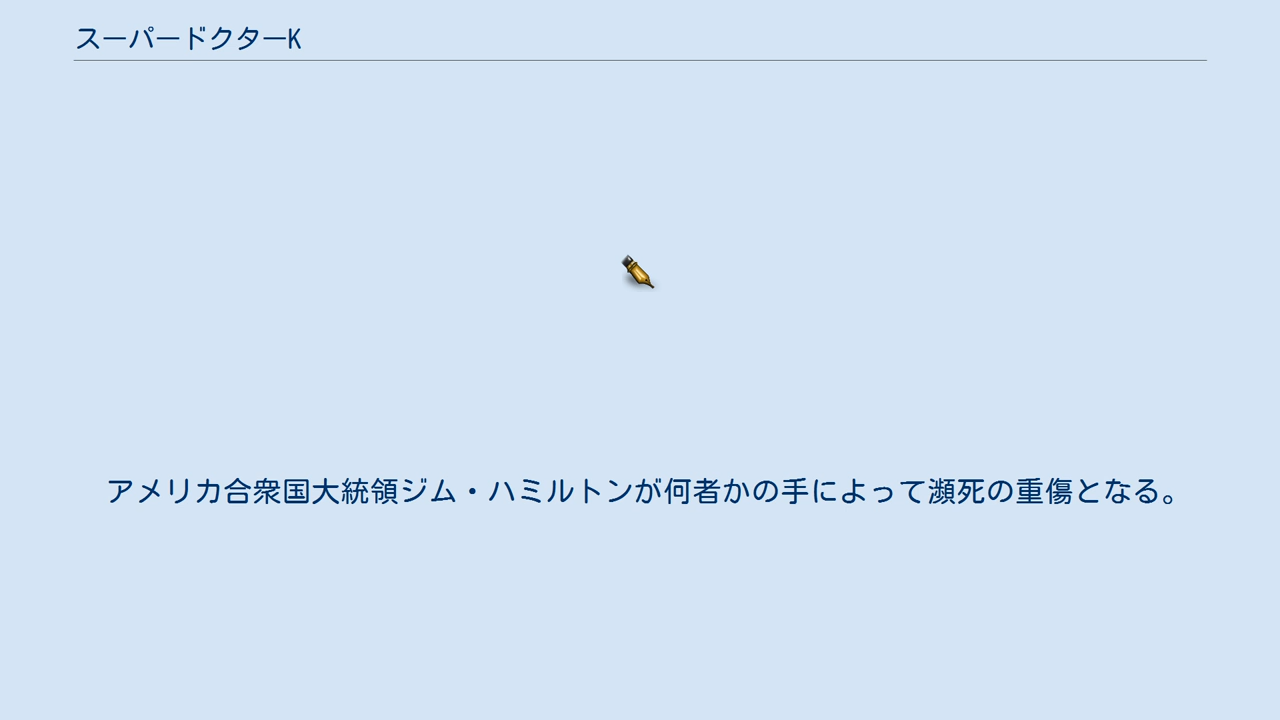 スーパードクターK
アメリカ合衆国大統領ジム・ハミルトンが何者かの手によって瀕死の重傷となる。